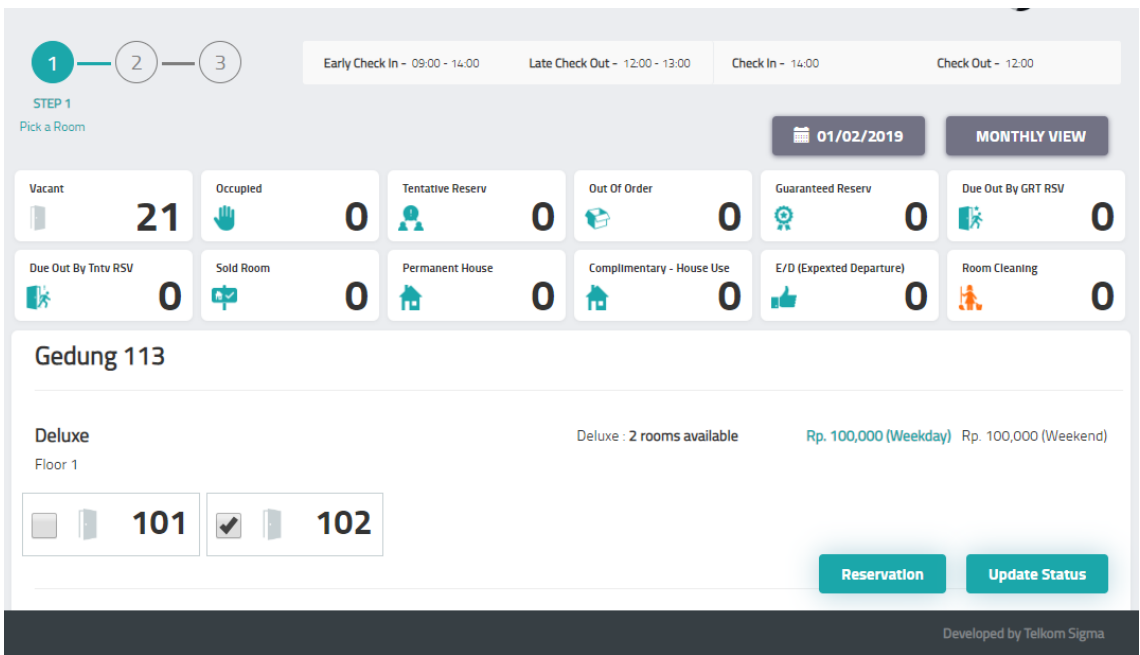 1 2 3
Early Check In - 09:00 - 14:00 Late Check Out - 12:00 - 13:00 Check In - 14:00 Check Out - 12:00
STEP 1
Pick a Room
01/02/2019 MONTHLY VIEW
Vacant 21
Occupied 0
Tentative Reserv 0
Out Of Order 0
Guaranteed Reserv 0
Due Out By GRT RSV 0
Due Out By Tntv RSV 0
Sold Room 0
Permanent House 0
Complimentary - House Use 0
E/D (Expexted Departure) 0
Room Cleaning 0
Gedung 113
Deluxe Deluxe : 2 rooms available Rp. 100,000 (Weekday) Rp. 100,000 (Weekend)
Floor 1
101 102
Reservation Update Status
Developed by Telkom Sigma